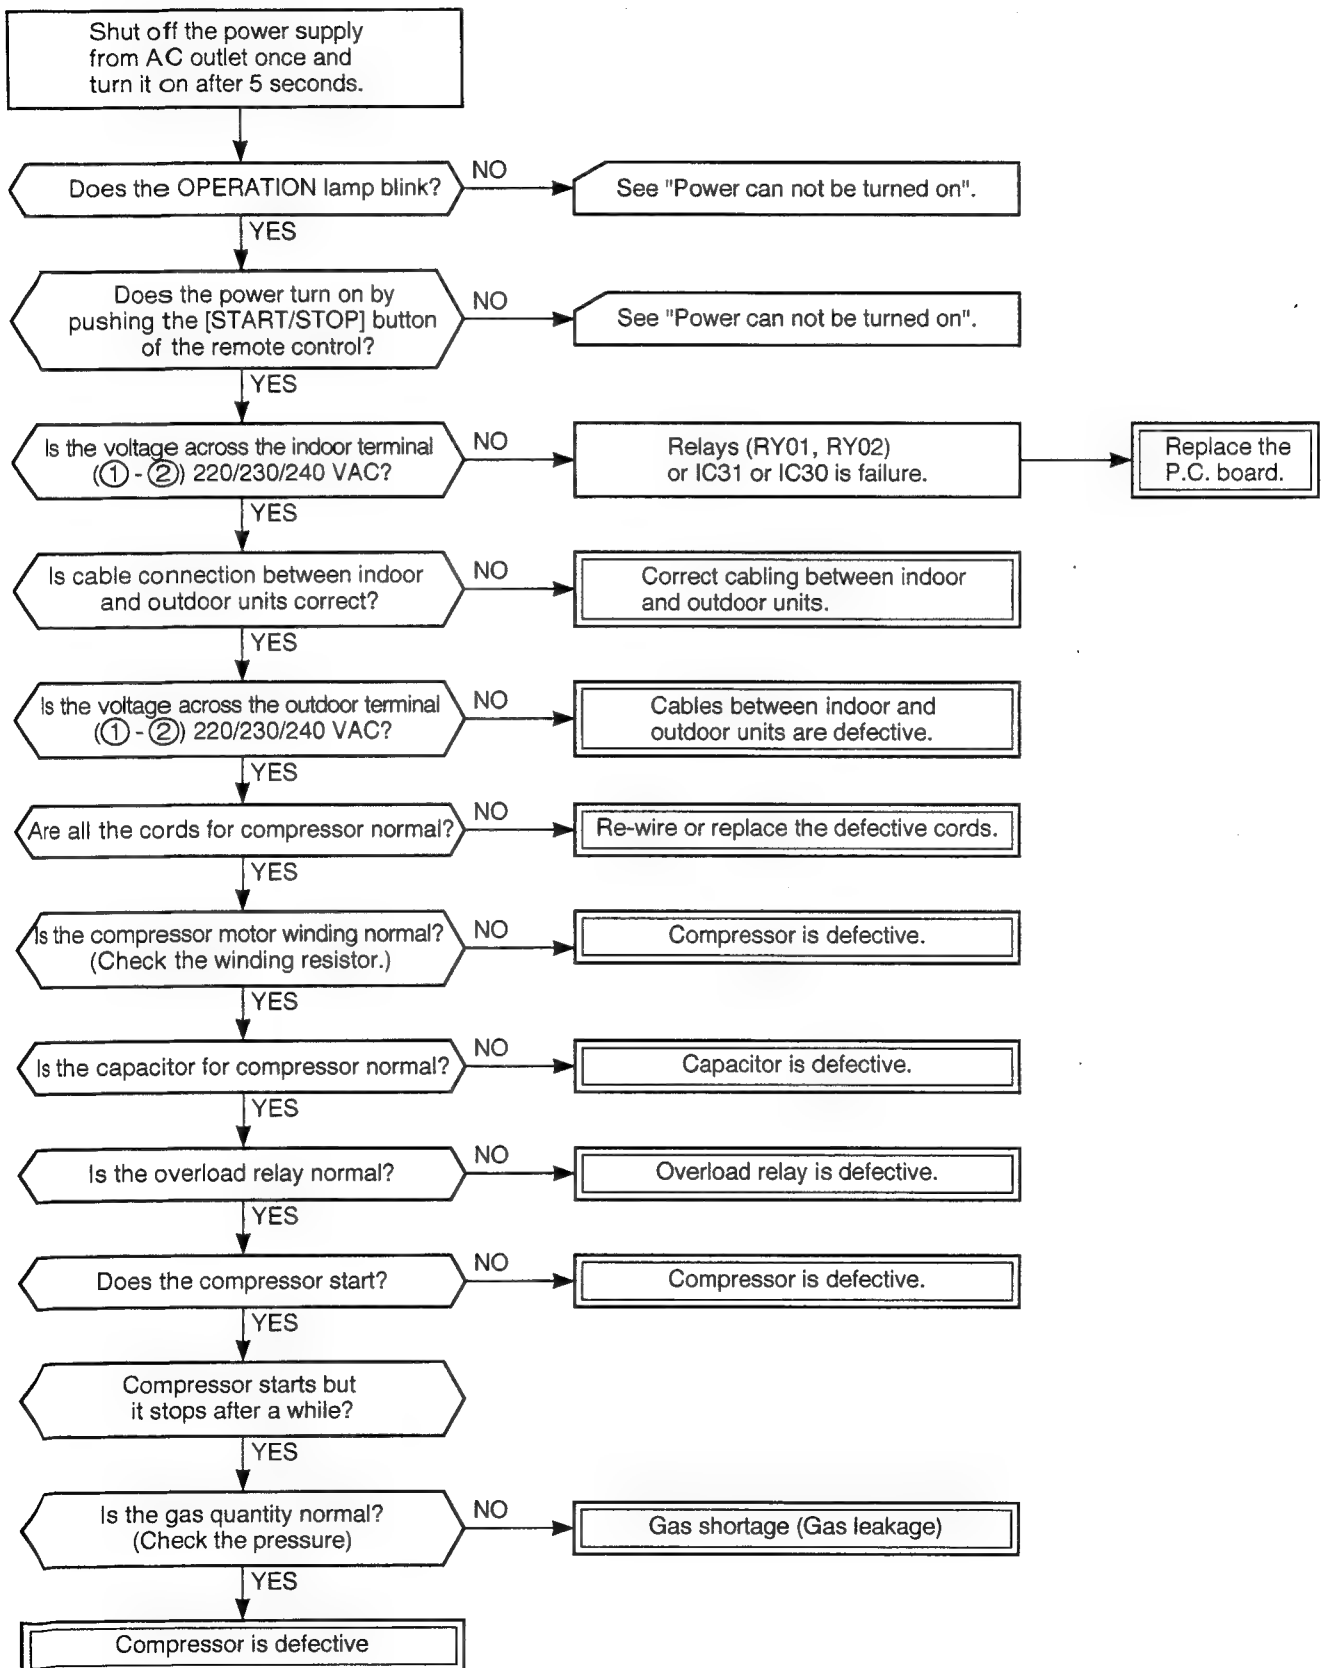 Shut off the power supply
from AC outlet once and
turn it on after 5 seconds.
Does the OPERATION lamp blink?
NO
See "Power can not be turned on".
YES
Does the power turn on by
pushing the [START/STOP] button
of the remote control?
NO
See "Power can not be turned on".
YES
Is the voltage across the indoor terminal
(① - ②) 220/230/240 VAC?
NO
Relays (RY01, RY02)
or IC31 or IC30 is failure.
Replace the
P.C. board.
YES
Is cable connection between indoor
and outdoor units correct?
NO
Correct cabling between indoor
and outdoor units.
YES
Is the voltage across the outdoor terminal
(① - ②) 220/230/240 VAC?
NO
Cables between indoor and
outdoor units are defective.
YES
Are all the cords for compressor normal?
NO
Re-wire or replace the defective cords.
YES
Is the compressor motor winding normal?
(Check the winding resistor.)
NO
Compressor is defective.
YES
Is the capacitor for compressor normal?
NO
Capacitor is defective.
YES
Is the overload relay normal?
NO
Overload relay is defective.
YES
Does the compressor start?
NO
Compressor is defective.
YES
Compressor starts but
it stops after a while?
YES
Is the gas quantity normal?
(Check the pressure)
NO
Gas shortage (Gas leakage)
YES
Compressor is defective